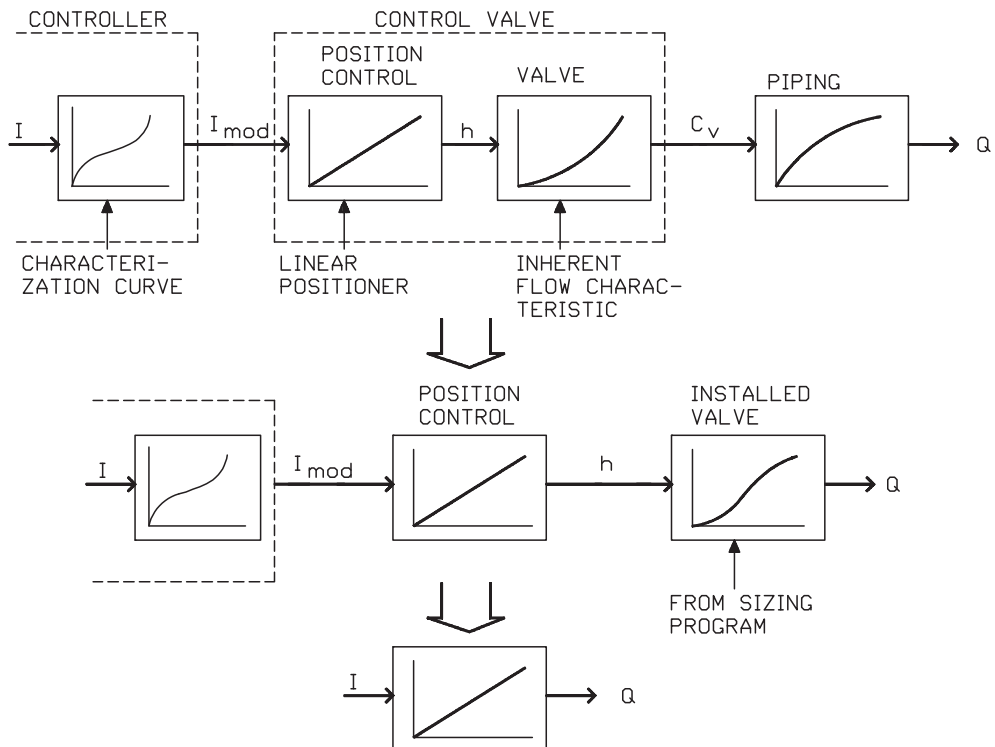 CONTROLLER
CONTROL VALVE
POSITION
CONTROL
VALVE
PIPING
I
I mod
h
C v
Q
CHARACTERI-
ZATION CURVE
LINEAR
POSITIONER
INHERENT
FLOW CHARAC-
TERISTIC
POSITION
CONTROL
INSTALLED
VALVE
I
I mod
h
Q
FROM SIZING
PROGRAM
I
Q